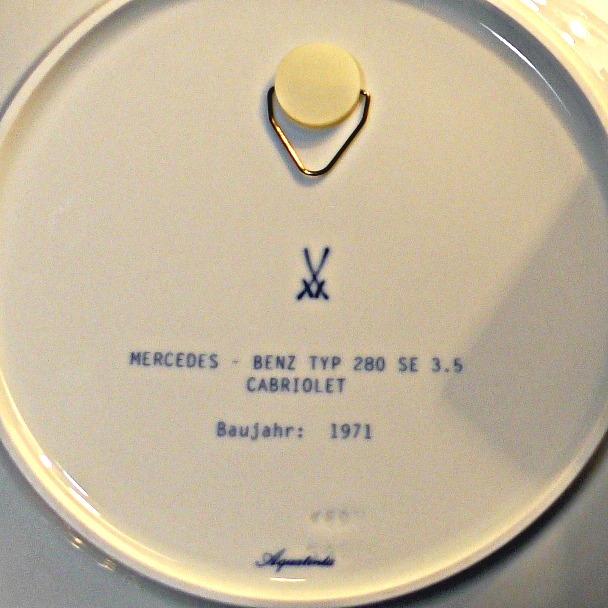 MERCEDES - BENZ TYP 280 SE 3.5
CABRIOLET
Baujahr: 1971
Aquatinta